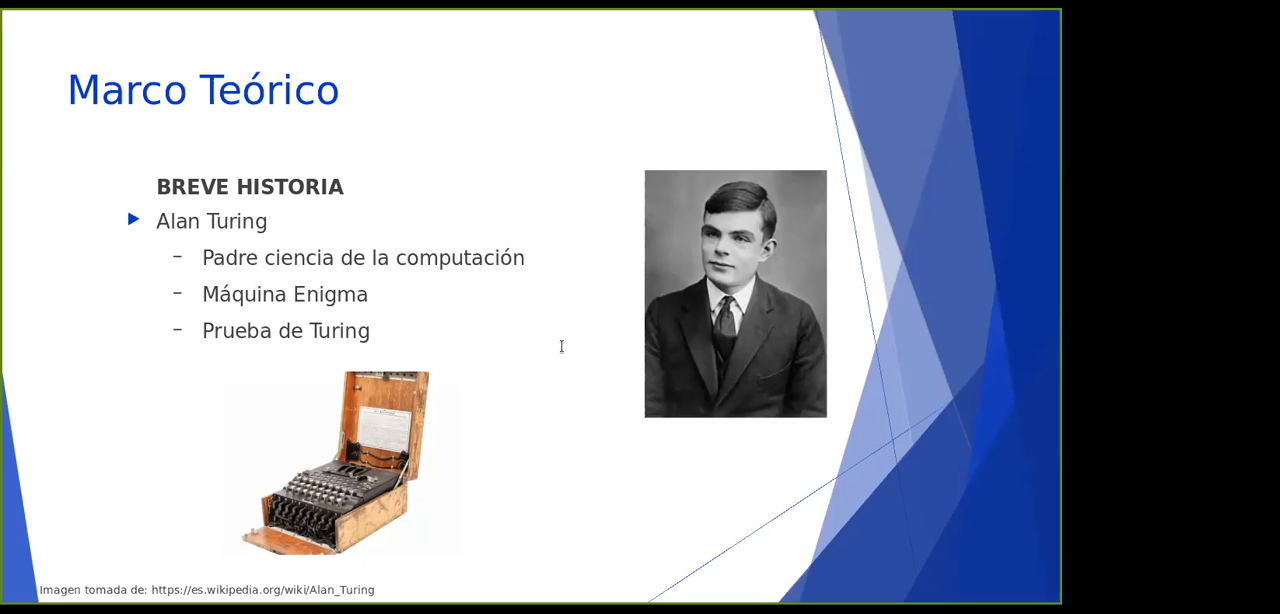 Marco Teórico
BREVE HISTORIA
Alan Turing
– Padre ciencia de la computación
– Máquina Enigma
– Prueba de Turing
Imagen tomada de: https://es.wikipedia.org/wiki/Alan_Turing